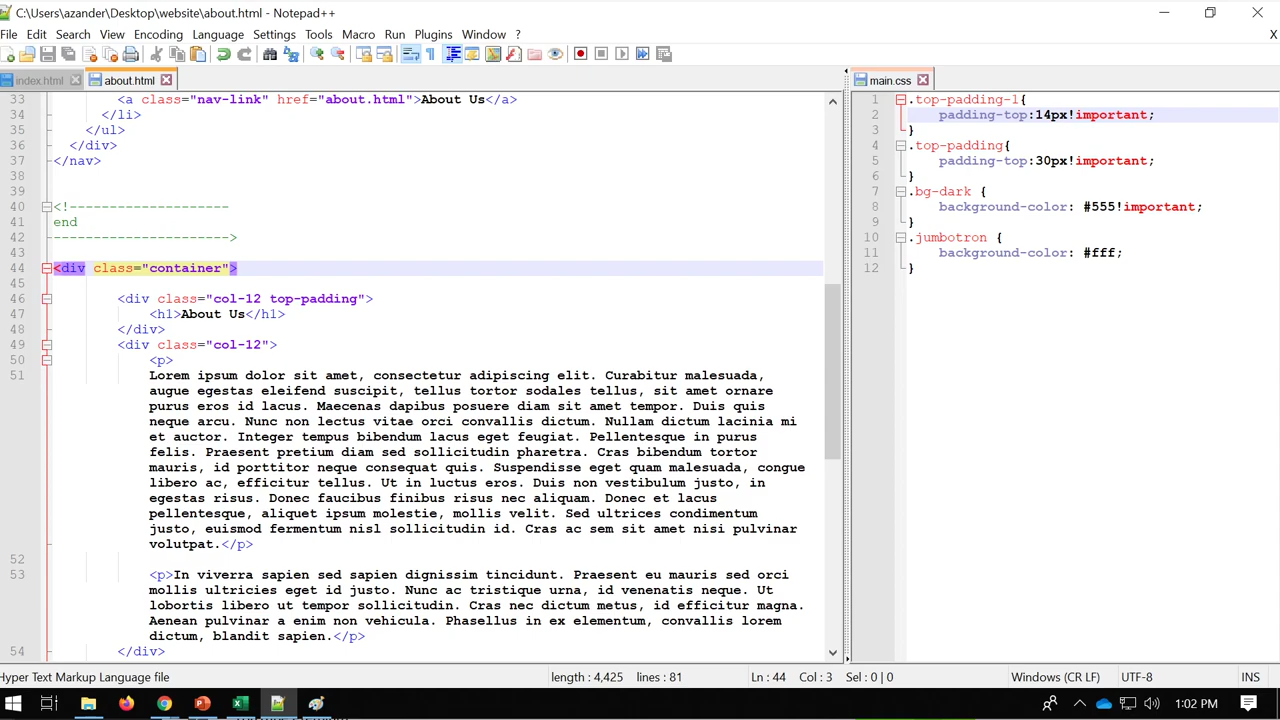 C:\Users\azander\Desktop\website\about.html - Notepad++
File Edit Search View Encoding Language Settings Tools Macro Run Plugins Window ? X
index.html about.html main.css
33 <a class="nav-link" href="about.html">About Us</a>
34 </li>
35 </ul>
36 </div>
37 </nav>
38
39
40 <!--------------------
41 end
42 ---------------------->
43
44 <div class="container">
45
46 <div class="col-12 top-padding">
47 <h1>About Us</h1>
48 </div>
49 <div class="col-12">
50 <p>
51 Lorem ipsum dolor sit amet, consectetur adipiscing elit. Curabitur malesuada,
augue egestas eleifend suscipit, tellus tortor sodales tellus, sit amet ornare
purus eros id lacus. Maecenas dapibus posuere diam sit amet tempor. Duis quis
neque arcu. Nunc non lectus vitae orci convallis dictum. Nullam dictum lacinia mi
et auctor. Integer tempus bibendum lacus eget feugiat. Pellentesque in purus
felis. Praesent pretium diam sed sollicitudin pharetra. Cras bibendum tortor
mauris, id porttitor neque consequat quis. Suspendisse eget quam malesuada, congue
libero ac, efficitur tellus. Ut in luctus eros. Duis non vestibulum justo, in
egestas risus. Donec faucibus finibus risus nec aliquam. Donec et lacus
pellentesque, aliquet ipsum molestie, mollis velit. Sed ultrices condimentum
justo, euismod fermentum nisl sollicitudin id. Cras ac sem sit amet nisi pulvinar
volutpat.</p>
52
53 <p>In viverra sapien sed sapien dignissim tincidunt. Praesent eu mauris sed orci
mollis ultricies eget id justo. Nunc ac tristique urna, id venenatis neque. Ut
lobortis libero ut tempor sollicitudin. Cras nec dictum metus, id efficitur magna.
Aenean pulvinar a enim non vehicula. Phasellus in ex elementum, convallis lorem
dictum, blandit sapien.</p>
54 </div>
1 .top-padding-1{
2 padding-top:14px!important;
3 }
4 .top-padding{
5 padding-top:30px!important;
6 }
7 .bg-dark {
8 background-color: #555!important;
9 }
10 .jumbotron {
11 background-color: #fff;
12 }
Hyper Text Markup Language file length : 4,425 lines : 81 Ln : 44 Col : 3 Sel : 0 | 0 Windows (CR LF) UTF-8 INS
1:02 PM